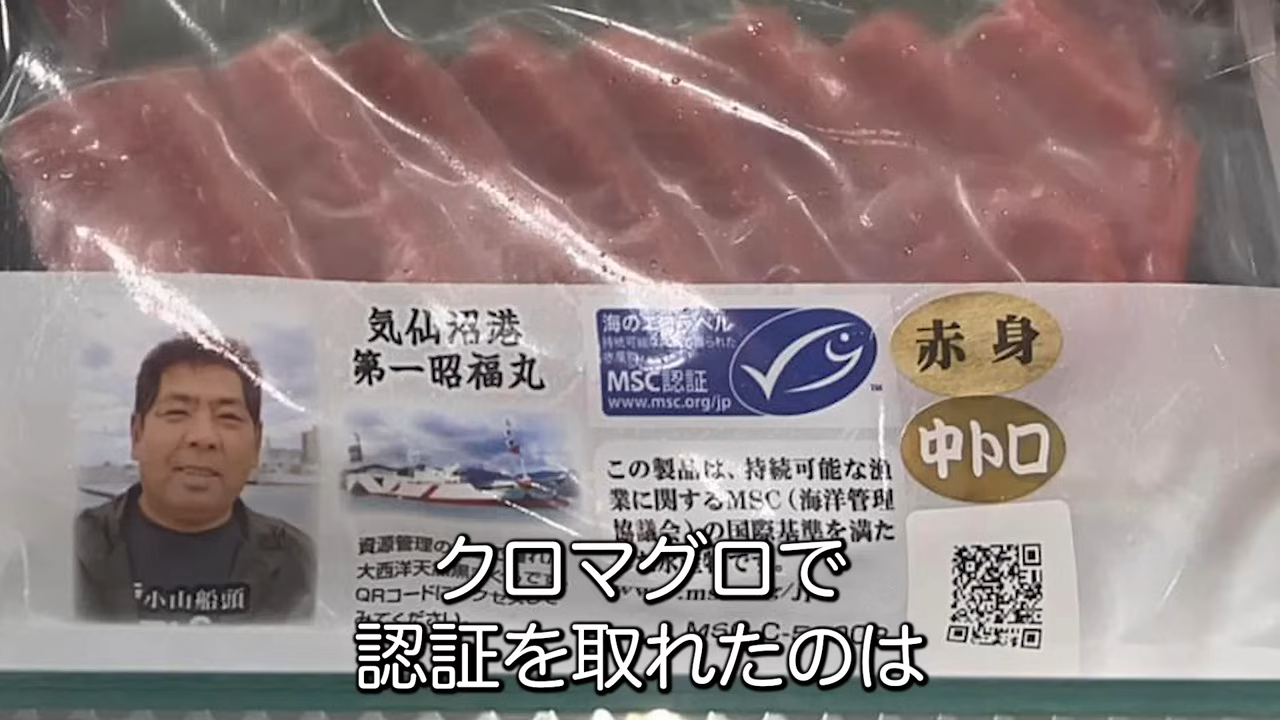 気仙沼港
第一昭福丸
海のエコラベル
MSC認証
www.msc.org/jp
赤身
中トロ
この製品は、持続可能な漁
業に関するMSC（海洋管理
協議会）の国際基準を満た
資源管理の
大西洋天然
QRコード
小山船頭
クロマグロで
認証を取れたのは